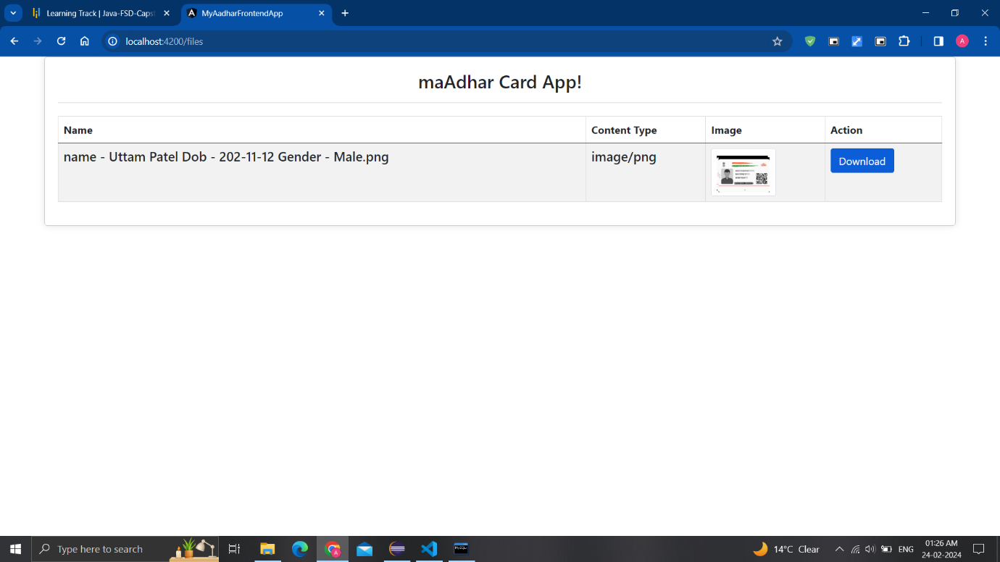 Learning Track | Java-FSD-Caps
MyAadharFrontendApp
localhost:4200/files
A
maAdhar Card App!
Name Content Type Image Action
name - Uttam Patel Dob - 202-11-12 Gender - Male.png image/png Download
Type here to search
14°C Clear
ENG
01:26 AM
24-02-2024